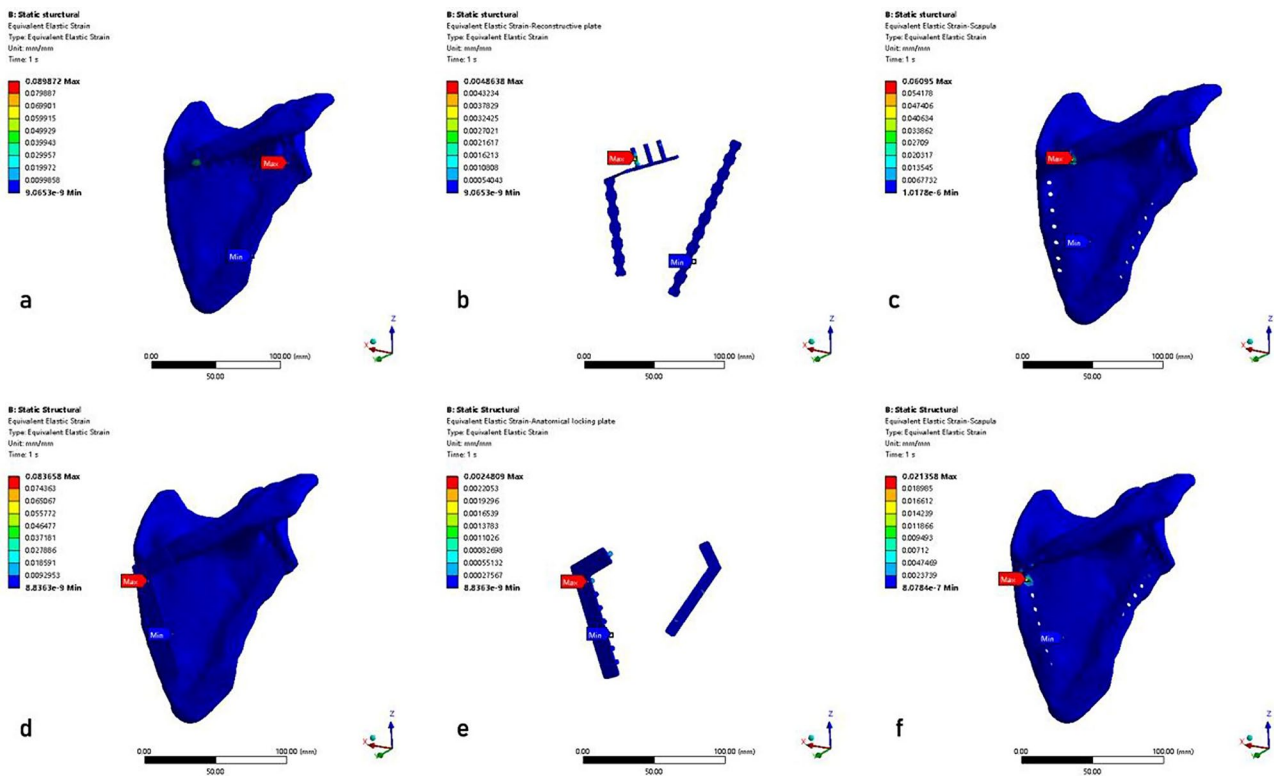 B: Static sturctural
Equivalent Elastic Strain
Type: Equivalent Elastic Strain
Unit: mm/mm
Time: 1 s
0.089872 Max
0.079887
0.069901
0.059915
0.049929
0.039943
0.029957
0.019972
0.0099858
9.0653e-9 Min
Max
Min
a
0.00
100.00 (mm)
50.00
Z
X
B: Static sturctural
Equivalent Elastic Strain-Reconstructive plate
Type: Equivalent Elastic Strain
Unit: mm/mm
Time: 1 s
0.0048638 Max
0.0043234
0.0037829
0.0032425
0.0027021
0.0021617
0.0016213
0.0010808
0.00054043
9.0653e-9 Min
Max
Min
b
0.00
100.00 (mm)
50.00
Z
X
B: Static sturctural
Equivalent Elastic Strain-Scapula
Type: Equivalent Elastic Strain
Unit: mm/mm
Time: 1 s
0.06095 Max
0.054178
0.047406
0.040634
0.033862
0.02709
0.020317
0.013545
0.0067732
1.0178e-6 Min
Max
Min
c
0.00
100.00 (mm)
50.00
Z
X
B: Static Structural
Equivalent Elastic Strain
Type: Equivalent Elastic Strain
Unit: mm/mm
Time: 1 s
0.083658 Max
0.074363
0.065067
0.055772
0.046477
0.037181
0.027886
0.018591
0.0092953
8.8363e-9 Min
Max
Min
d
0.00
100.00 (mm)
50.00
Z
X
B: Static Structural
Equivalent Elastic Strain-Anatomical locking plate
Type: Equivalent Elastic Strain
Unit: mm/mm
Time: 1 s
0.0024809 Max
0.0022053
0.0019296
0.0016539
0.0013783
0.0011026
0.00082698
0.00055132
0.00027567
8.8363e-9 Min
Max
Min
e
0.00
100.00 (mm)
50.00
Z
X
B: Static Structural
Equivalent Elastic Strain-Scapula
Type: Equivalent Elastic Strain
Unit: mm/mm
Time: 1 s
0.021358 Max
0.018985
0.016612
0.014239
0.011866
0.009493
0.00712
0.0047469
0.0023739
8.0784e-7 Min
Max
Min
f
0.00
100.00 (mm)
50.00
Z
X